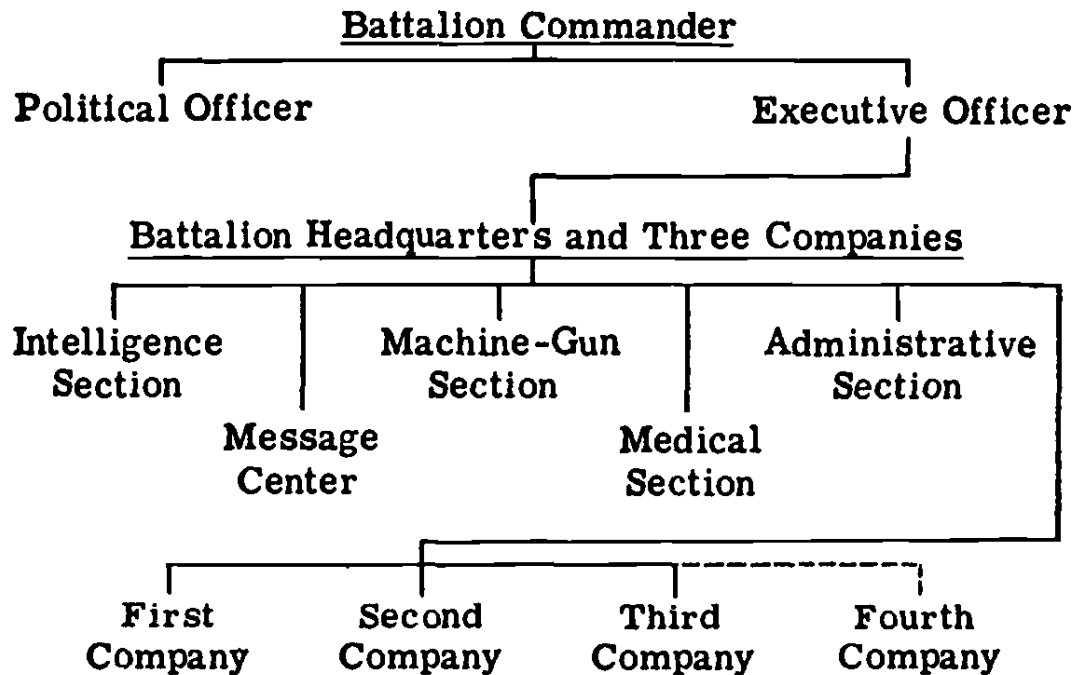 Battalion Commander
Political Officer
Executive Officer
Battalion Headquarters and Three Companies
Intelligence
Section
Machine-Gun
Section
Administrative
Section
Message
Center
Medical
Section
First
Company
Second
Company
Third
Company
Fourth
Company